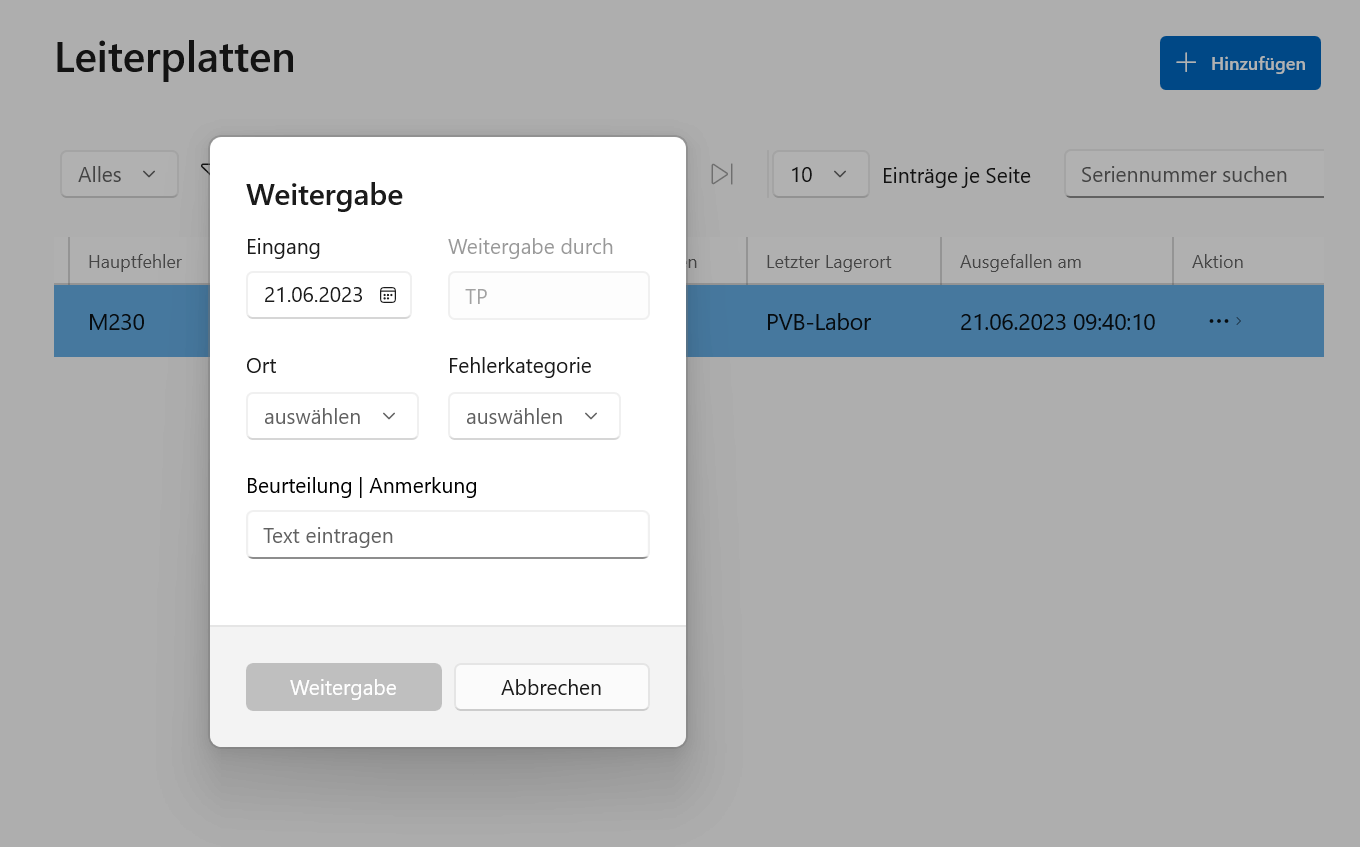 Leiterplatten
Hinzufügen
Alles
10
Einträge je Seite
Seriennummer suchen
Hauptfehler
Letzter Lagerort
Ausgefallen am
Aktion
M230
PVB-Labor
21.06.2023 09:40:10
Weitergabe
Eingang
Weitergabe durch
21.06.2023
TP
Ort
Fehlerkategorie
auswählen
auswählen
Beurteilung | Anmerkung
Text eintragen
Weitergabe
Abbrechen